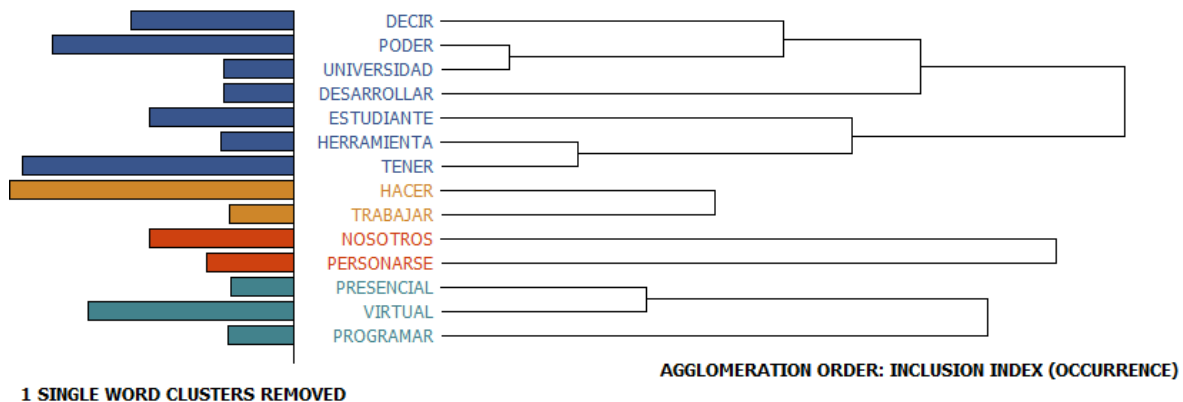 DECIR
PODER
UNIVERSIDAD
DESARROLLAR
ESTUDIANTE
HERRAMIENTA
TENER
HACER
TRABAJAR
NOSOTROS
PERSONARSE
PRESENCIAL
VIRTUAL
PROGRAMAR
AGGLOMERATION ORDER: INCLUSION INDEX (OCCURRENCE)
1 SINGLE WORD CLUSTERS REMOVED